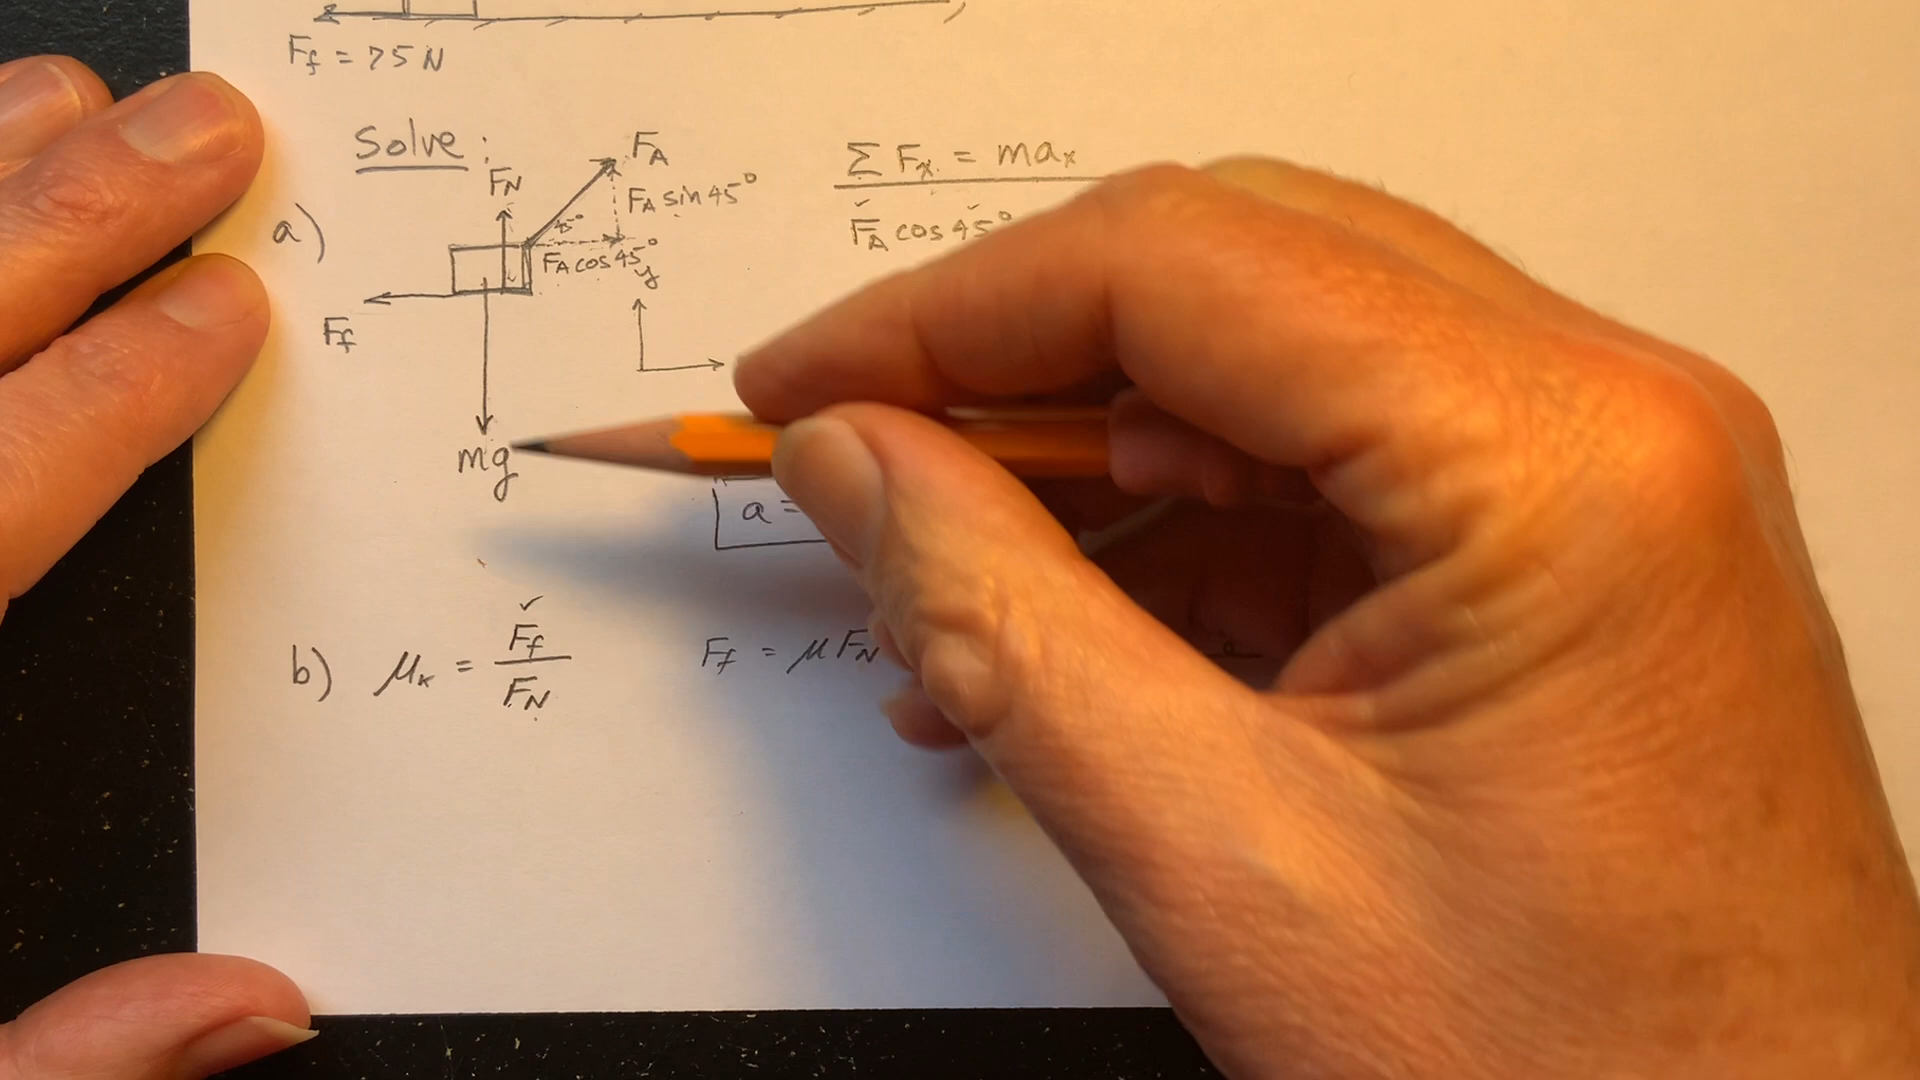 Ff = 75 N
Solve :
a)
FN
FA
FA sin 45°
45°
FA cos 45°
y
Ff
mg
Σ Fx = max
FA cos 45°
a =
b) μk = Ff / FN
Ff = μ FN